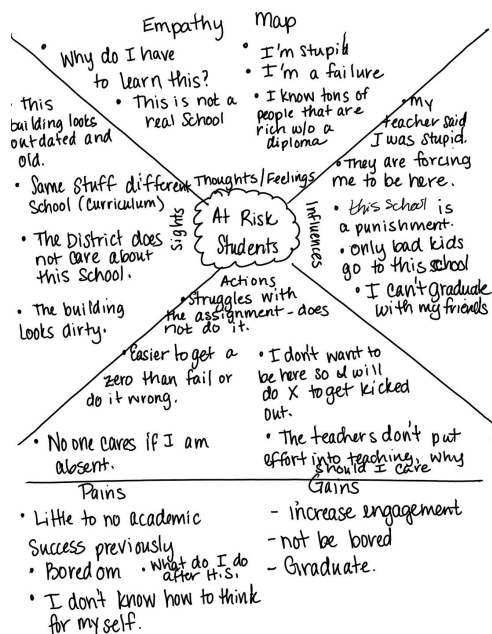 Empathy Map
• Why do I have
to learn this?
• This is not a
real School
• I'm stupid
• I'm a failure
• I know tons of
people that are
rich w/o a
diploma
Thoughts/Feelings
• this
building looks
outdated and
old.
• Same stuff different
School (curriculum)
• The District does
not care about
this School.
• The building
looks dirty.
Sights
At Risk
Students
Influences
• My
teacher said
I was stupid.
• They are forcing
me to be here.
• this school is
a punishment.
• only bad kids
go to this school
• I can't graduate
with my friends
Actions
• Struggles with
the assignment - does
not do it.
• Easier to get a
zero than fail or
do it wrong.
• No one cares if I am
absent.
• I don't want to
be here so I will
do X to get kicked
out.
• The teachers don't put
effort into teaching, why
should I care
Pains
• Little to no academic
Success previously
• Boredom
• What do I do
after H.S.
• I don't know how to think
for my self.
Gains
- increase engagement
- not be bored
- Graduate.